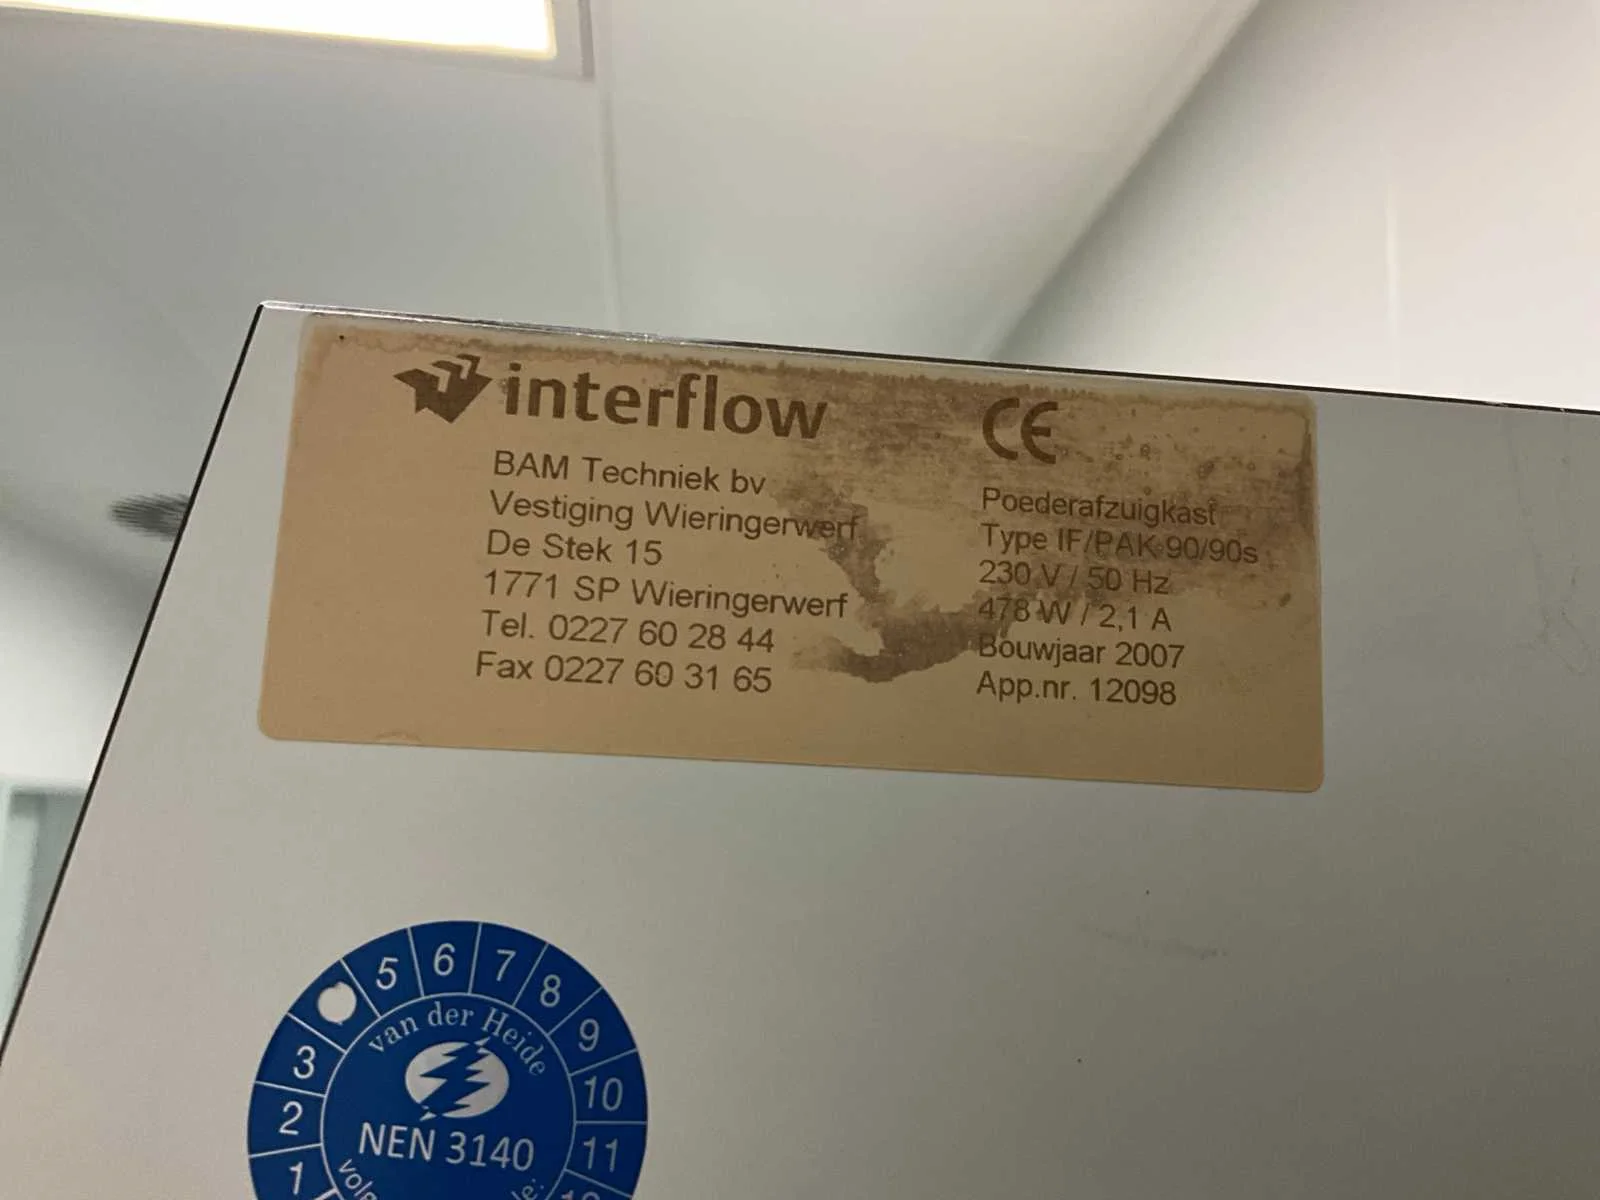 interflow
BAM Techniek bv
Vestiging Wieringerwerf
De Stek 15
1771 SP Wieringerwerf
Tel. 0227 60 28 44
Fax 0227 60 31 65
CE
Poederafzuigkast
Type IF/PAK 90/90s
230 V / 50 Hz
478 W / 2,1 A
Bouwjaar 2007
App.nr. 12098
1 2 3 5 6 7 8 9 10 11
van der Heide
NEN 3140